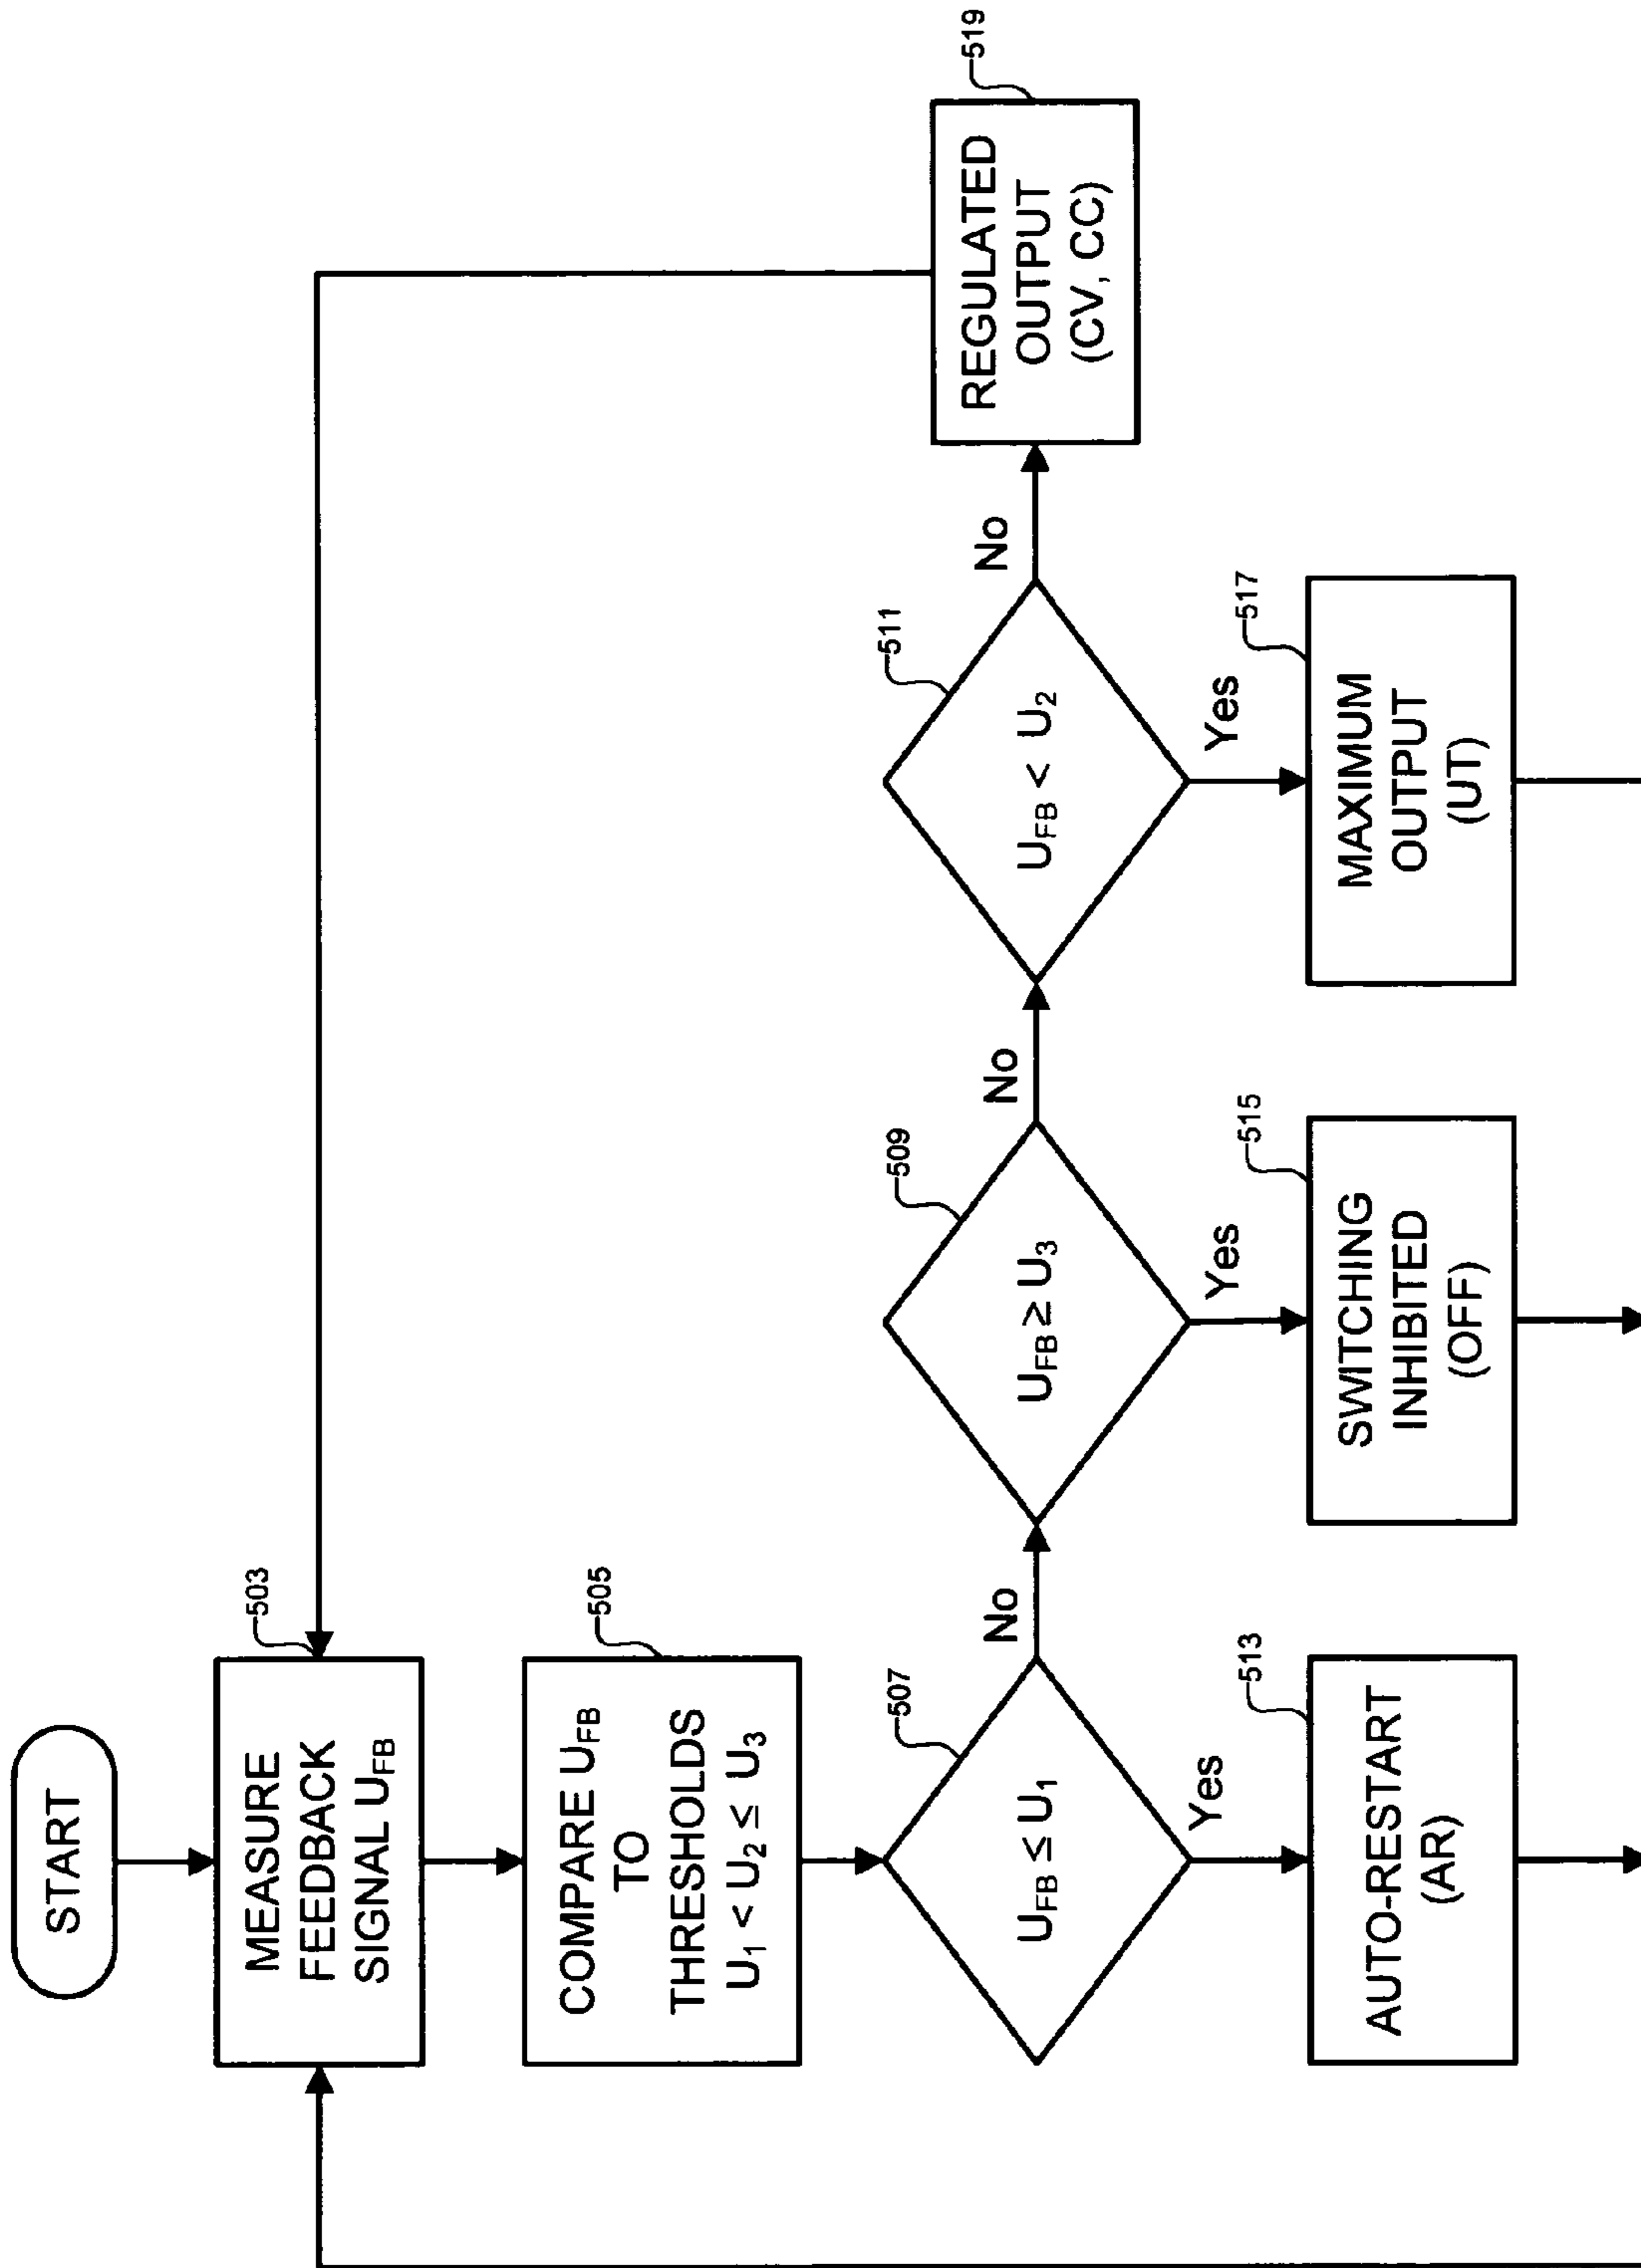 START
503
MEASURE
FEEDBACK
SIGNAL U_FB
505
COMPARE U_FB
TO
THRESHOLDS
U₁ < U₂ ≤ U₃
507
U_FB ≤ U₁
No
Yes
509
U_FB ≥ U₃
No
Yes
511
U_FB < U₂
No
Yes
519
REGULATED
OUTPUT
(CV, CC)
513
AUTO-RESTART
(AR)
515
SWITCHING
INHIBITED
(OFF)
517
MAXIMUM
OUTPUT
(UT)